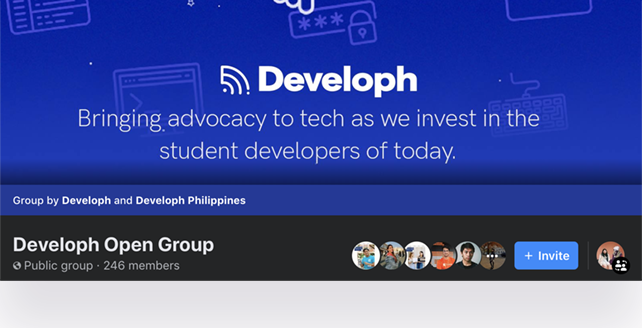 Developh
Bringing advocacy to tech as we invest in the
student developers of today.
Group by Developh and Developh Philippines
Developh Open Group
Public group · 246 members
+ Invite